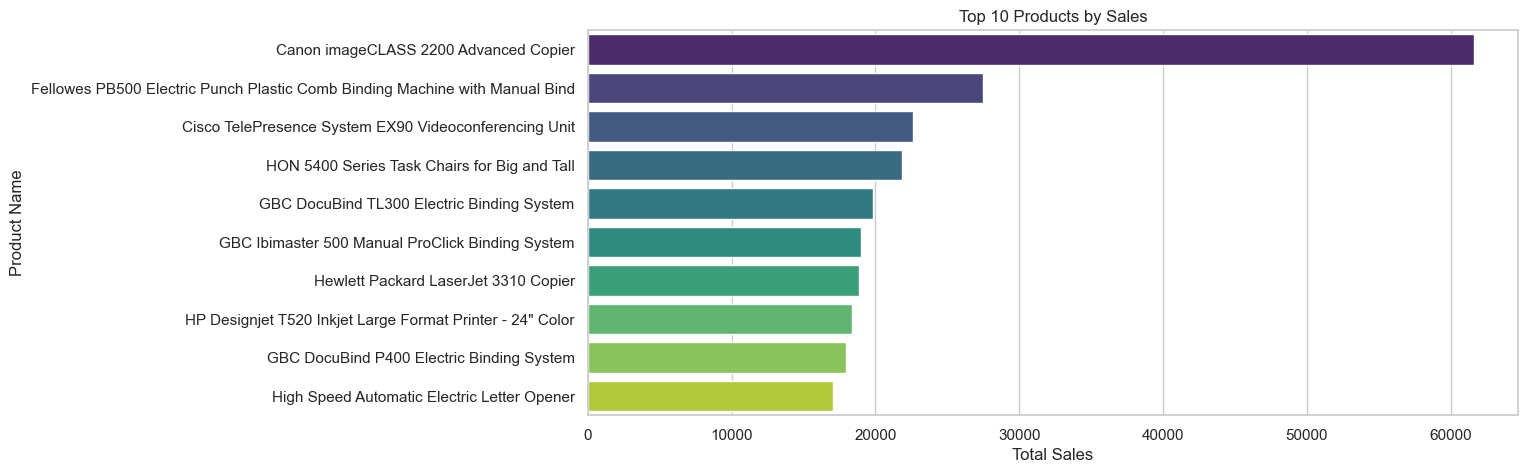 Top 10 Products by Sales
Canon imageCLASS 2200 Advanced Copier
Fellowes PB500 Electric Punch Plastic Comb Binding Machine with Manual Bind
Cisco TelePresence System EX90 Videoconferencing Unit
HON 5400 Series Task Chairs for Big and Tall
GBC DocuBind TL300 Electric Binding System
GBC Ibimaster 500 Manual ProClick Binding System
Hewlett Packard LaserJet 3310 Copier
HP Designjet T520 Inkjet Large Format Printer - 24" Color
GBC DocuBind P400 Electric Binding System
High Speed Automatic Electric Letter Opener
Product Name
0 10000 20000 30000 40000 50000 60000
Total Sales